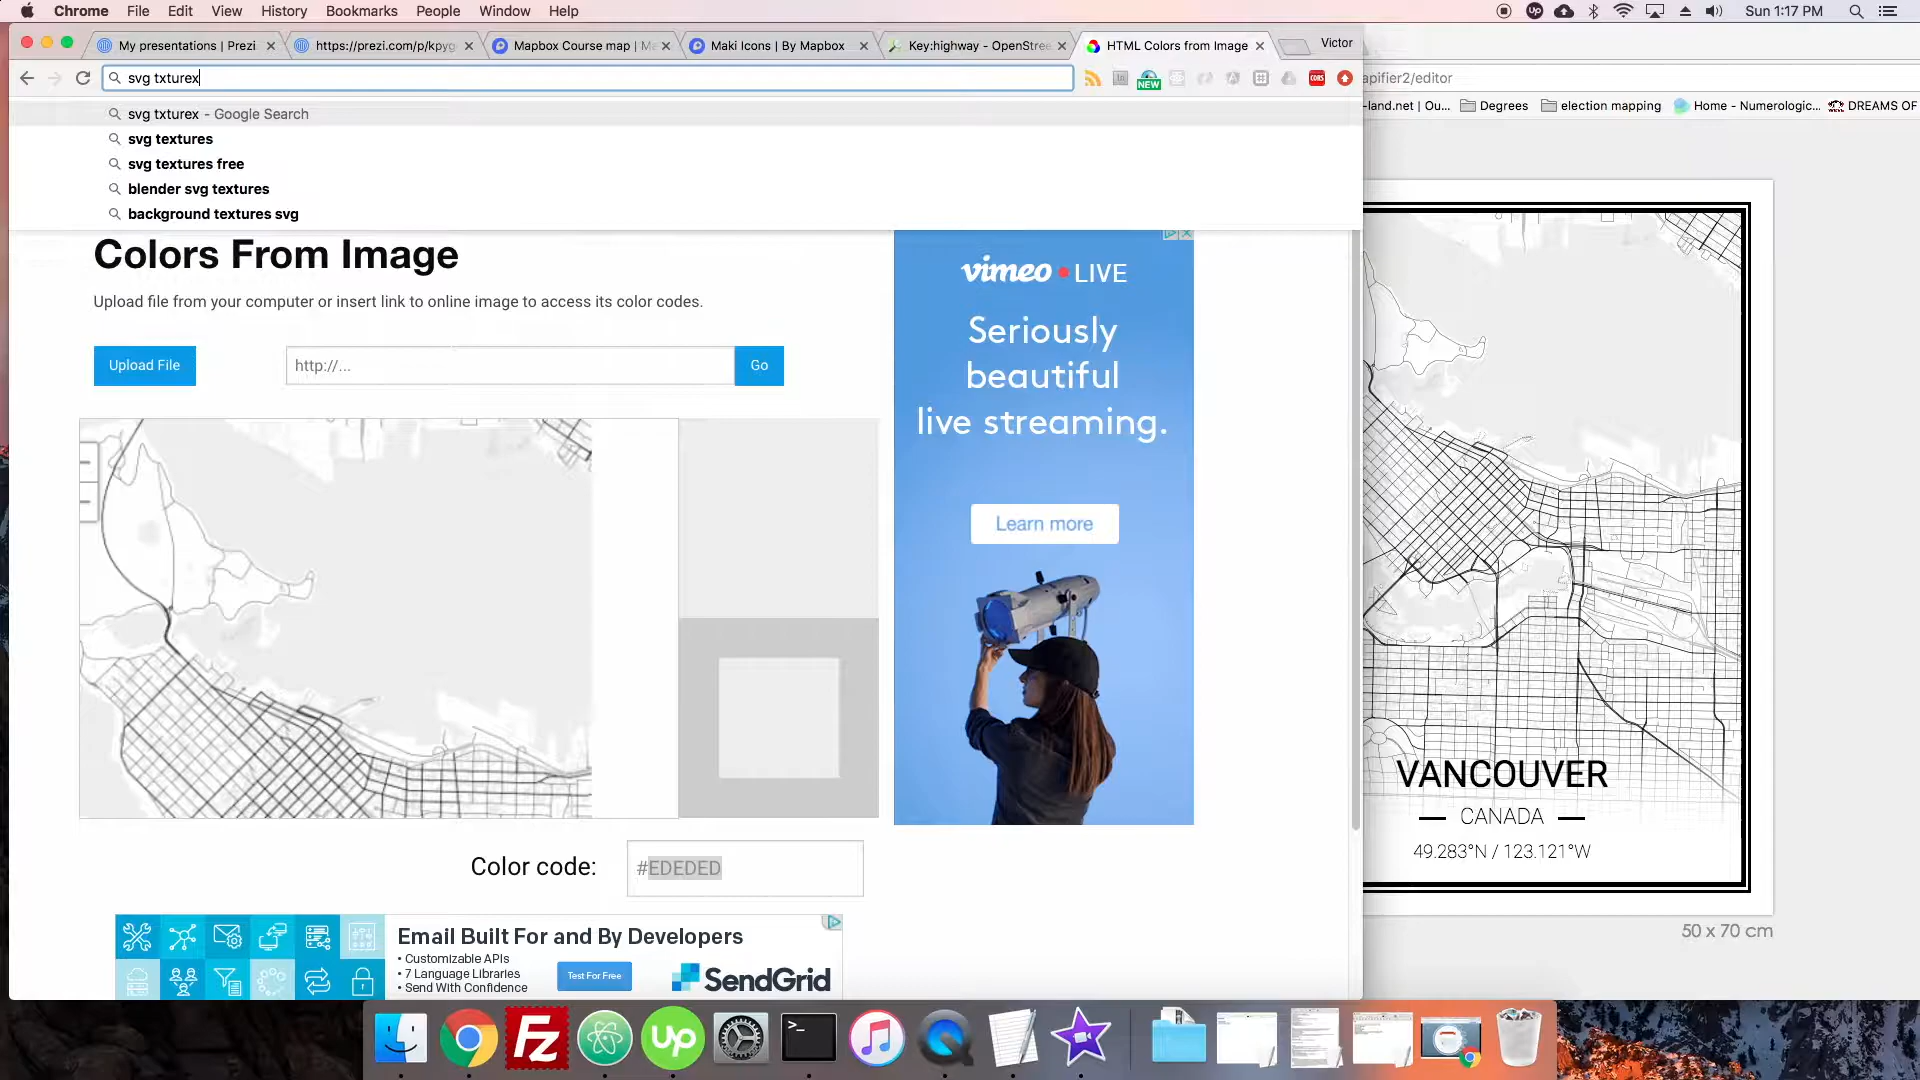 Chrome File Edit View History Bookmarks People Window Help
Sun 1:17 PM
My presentations | Prezi
https://prezi.com/p/kpyg
Mapbox Course map | Ma
Maki Icons | By Mapbox
Key:highway - OpenStree
HTML Colors from Image
Victor
svg txturex
NEW
CORS
apifier2/editor
svg txturex - Google Search
svg textures
svg textures free
blender svg textures
background textures svg
-land.net | Ou...
Degrees
election mapping
Home - Numerologic...
DREAMS OF
Colors From Image
Upload file from your computer or insert link to online image to access its color codes.
Upload File
http://...
Go
vimeo LIVE
Seriously
beautiful
live streaming.
Learn more
Color code:
#EDEDED
Email Built For and By Developers
• Customizable APIs
• 7 Language Libraries
• Send With Confidence
Test For Free
SendGrid
VANCOUVER
CANADA
49.283°N / 123.121°W
50 x 70 cm
Fz
Up
>_